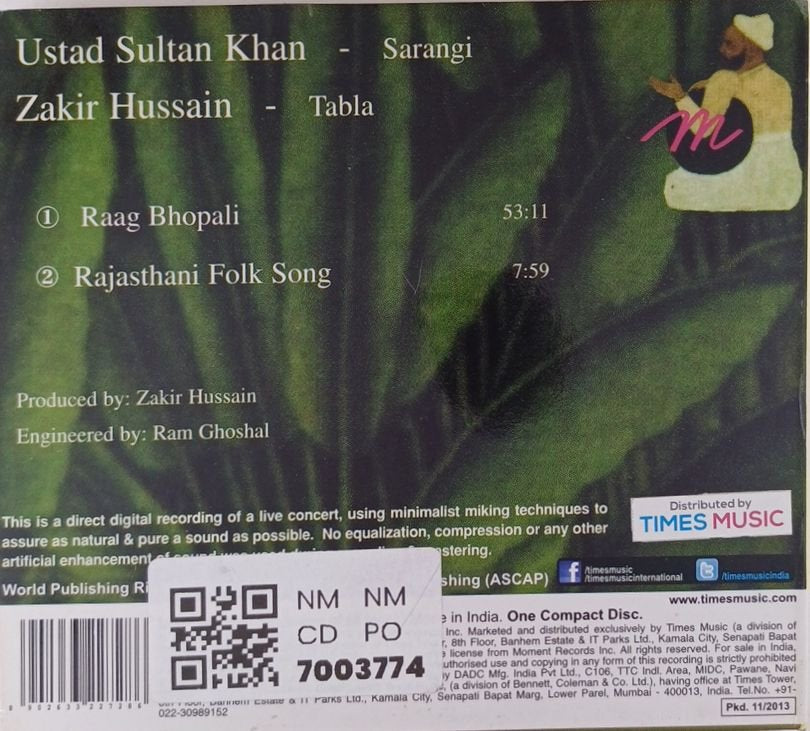 Ustad Sultan Khan - Sarangi
Zakir Hussain - Tabla
m
① Raag Bhopali 53:11
② Rajasthani Folk Song 7:59
Produced by: Zakir Hussain
Engineered by: Ram Ghoshal
This is a direct digital recording of a live concert, using minimalist miking techniques to
assure as natural & pure a sound as possible. No equalization, compression or any other
artificial enhancement
Distributed by
TIMES MUSIC
World Publishing (ASCAP)
f /timesmusic
/timesmusicinternational
/timesmusicindia
www.timesmusic.com
NM NM
CD PO
7003774
in India. One Compact Disc.
Inc. Marketed and distributed exclusively by Times Music (a division of
8th Floor, Banhem Estate & IT Parks Ltd., Kamala City, Senapati Bapat
license from Moment Records Inc. All rights reserved. For sale in India,
use and copying in any form of this recording is strictly prohibited
DADC Mfg. India Pvt Ltd., C106, TTC Indl. Area, MIDC, Pawane, Navi
(a division of Bennett, Coleman & Co. Ltd.), having office at Times Tower,
Banhem Estate & IT Parks Ltd., Kamala City, Senapati Bapat Marg, Lower Parel, Mumbai - 400013, India. Tel.No. +91-
022-30989152
Pkd. 11/2013